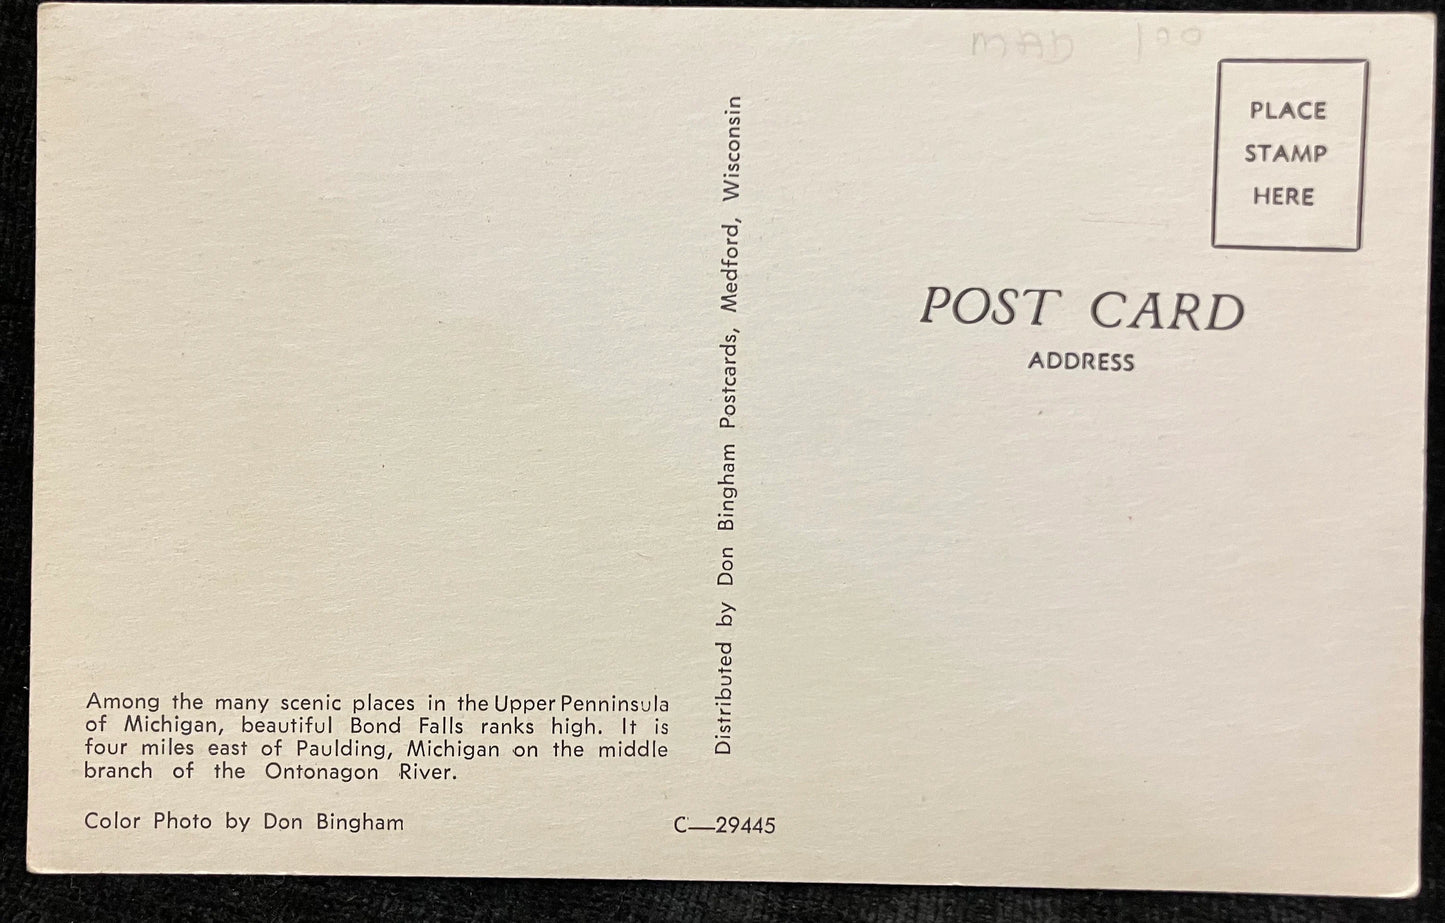 MAD 100
PLACE
STAMP
HERE
POST CARD
ADDRESS
Distributed by Don Bingham Postcards, Medford, Wisconsin
Among the many scenic places in the Upper Penninsula
of Michigan, beautiful Bond Falls ranks high. It is
four miles east of Paulding, Michigan on the middle
branch of the Ontonagon River.
Color Photo by Don Bingham
C—29445